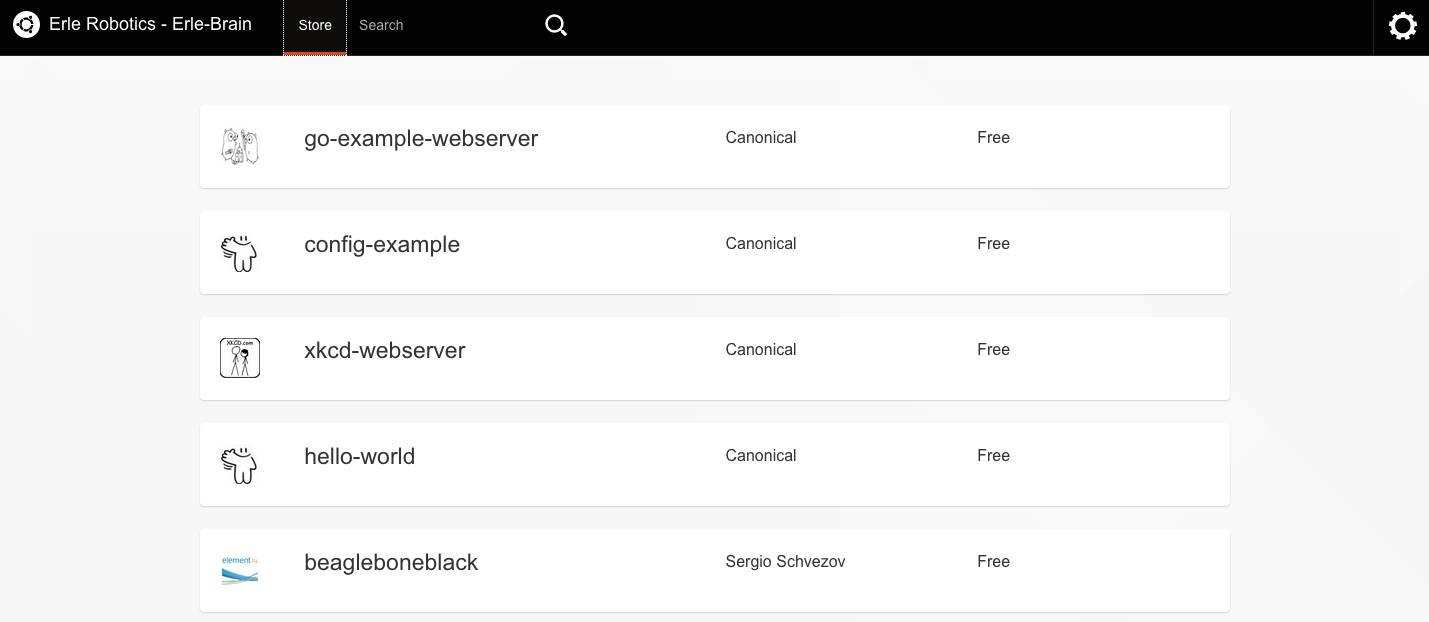 Erle Robotics - Erle-Brain Store Search
go-example-webserver Canonical Free
config-example Canonical Free
XKCD.com
xkcd-webserver Canonical Free
hello-world Canonical Free
element14
beagleboneblack Sergio Schvezov Free